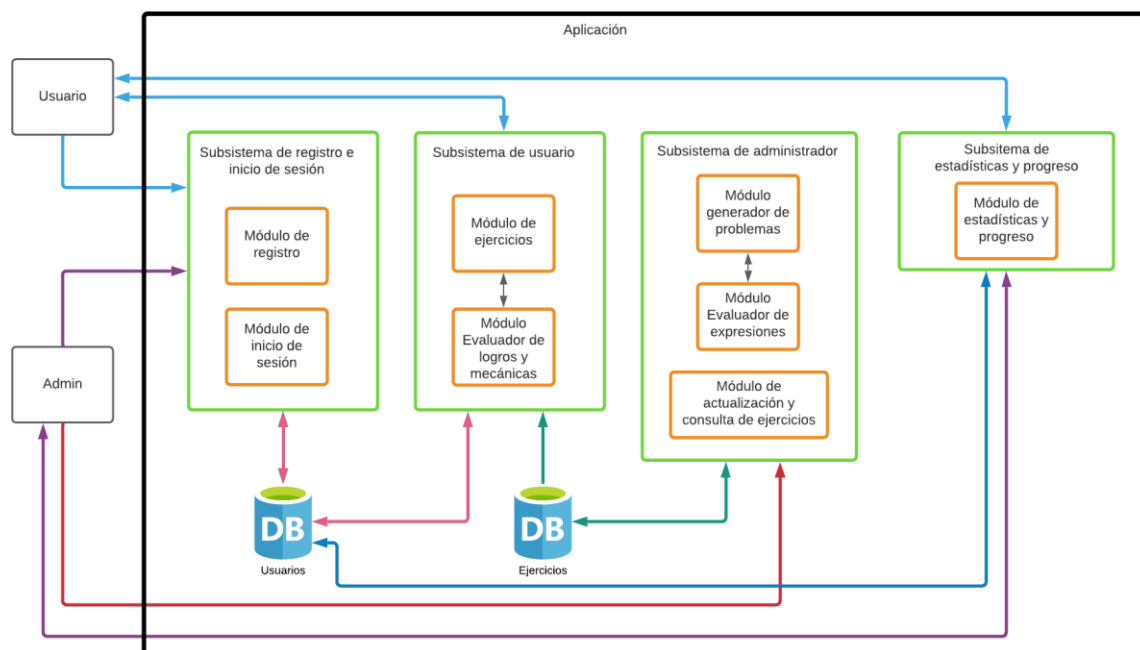 Aplicación
Usuario
Subsistema de registro e
inicio de sesión
Módulo de
registro
Módulo de
inicio de
sesión
Subsistema de usuario
Módulo de
ejercicios
Módulo
Evaluador de
logros y
mecánicas
Subsistema de administrador
Módulo
generador de
problemas
Módulo
Evaluador de
expresiones
Módulo de
actualización y
consulta de ejercicios
Subsitema de
estadísticas y progreso
Módulo de
estadísticas y
progreso
Admin
DB
Usuarios
DB
Ejercicios